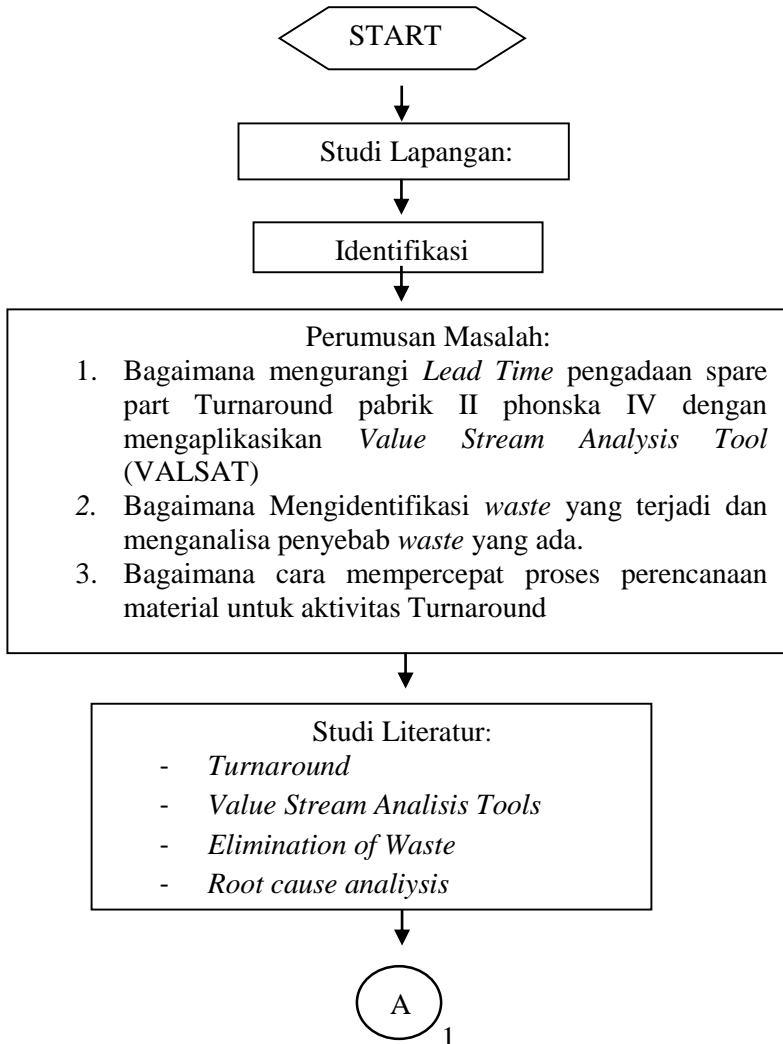 START
Studi Lapangan:
Identifikasi
Perumusan Masalah:
1. Bagaimana mengurangi Lead Time pengadaan spare
part Turnaround pabrik II phonska IV dengan
mengaplikasikan Value Stream Analysis Tool
(VALSAT)
2. Bagaimana Mengidentifikasi waste yang terjadi dan
menganalisa penyebab waste yang ada.
3. Bagaimana cara mempercepat proses perencanaan
material untuk aktivitas Turnaround
Studi Literatur:
- Turnaround
- Value Stream Analisis Tools
- Elimination of Waste
- Root cause analiysis
A
1